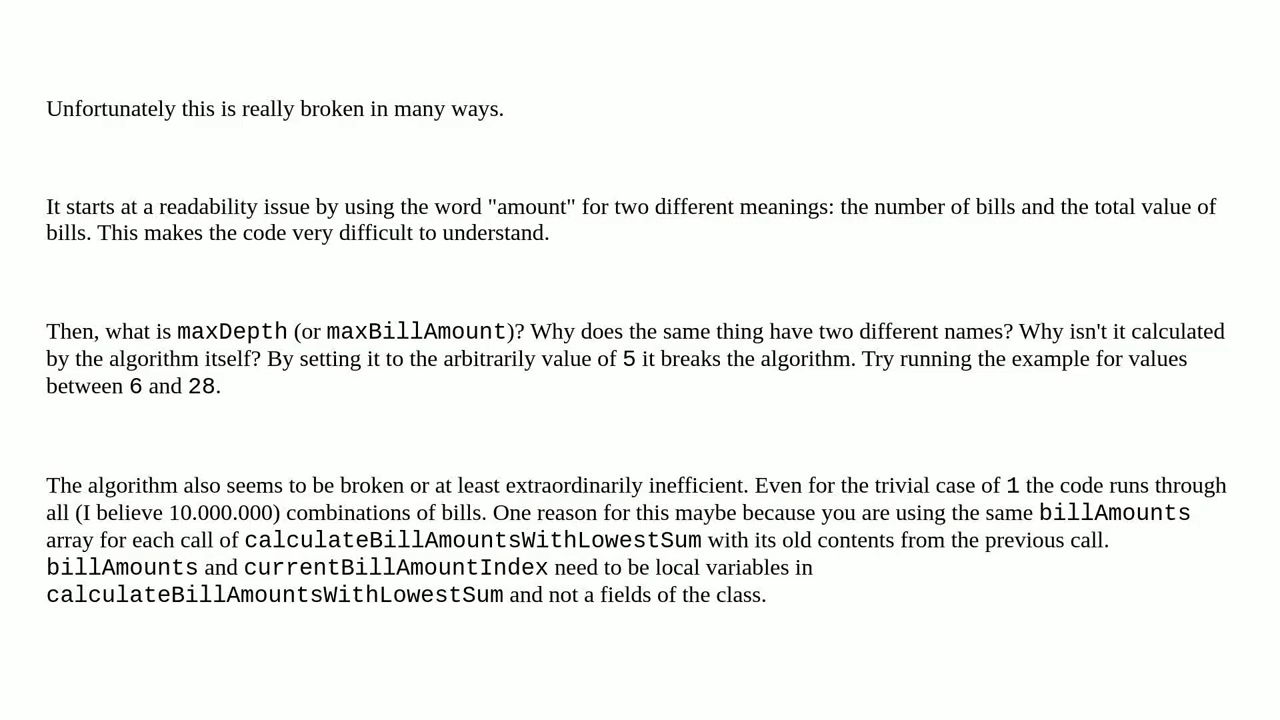 Unfortunately this is really broken in many ways.
It starts at a readability issue by using the word "amount" for two different meanings: the number of bills and the total value of
bills. This makes the code very difficult to understand.
Then, what is maxDepth (or maxBillAmount)? Why does the same thing have two different names? Why isn't it calculated
by the algorithm itself? By setting it to the arbitrarily value of 5 it breaks the algorithm. Try running the example for values
between 6 and 28.
The algorithm also seems to be broken or at least extraordinarily inefficient. Even for the trivial case of 1 the code runs through
all (I believe 10.000.000) combinations of bills. One reason for this maybe because you are using the same billAmounts
array for each call of calculateBillAmountsWithLowestSum with its old contents from the previous call.
billAmounts and currentBillAmountIndex need to be local variables in
calculateBillAmountsWithLowestSum and not a fields of the class.